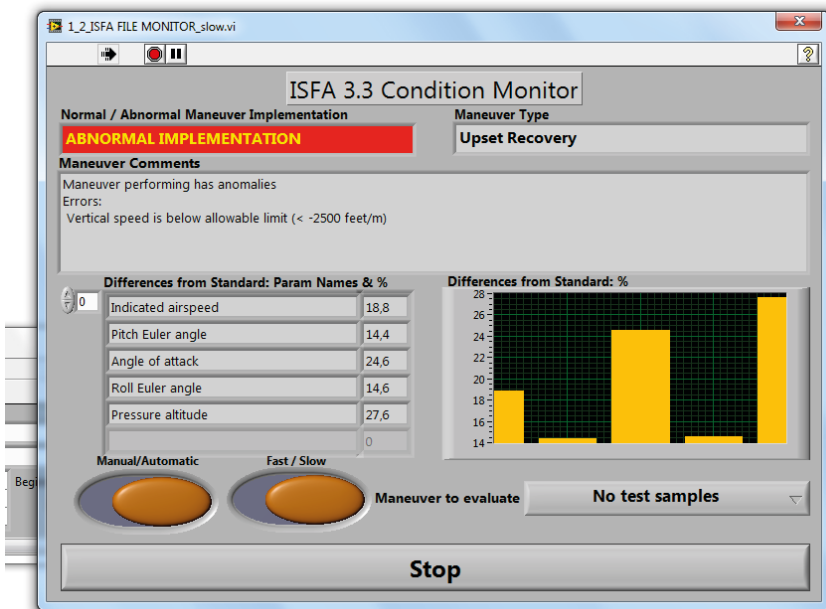 1_2_ISFA FILE MONITOR_slow.vi
?
ISFA 3.3 Condition Monitor
Normal / Abnormal Maneuver Implementation
Maneuver Type
ABNORMAL IMPLEMENTATION
Upset Recovery
Maneuver Comments
Maneuver performing has anomalies
Errors:
Vertical speed is below allowable limit (< -2500 feet/m)
Differences from Standard: Param Names & %
0
Indicated airspeed 18,8
Pitch Euler angle 14,4
Angle of attack 24,6
Roll Euler angle 14,6
Pressure altitude 27,6
0
Differences from Standard: %
28
26
24
22
20
18
16
14
Manual/Automatic
Fast / Slow
Begi
Maneuver to evaluate
No test samples
Stop